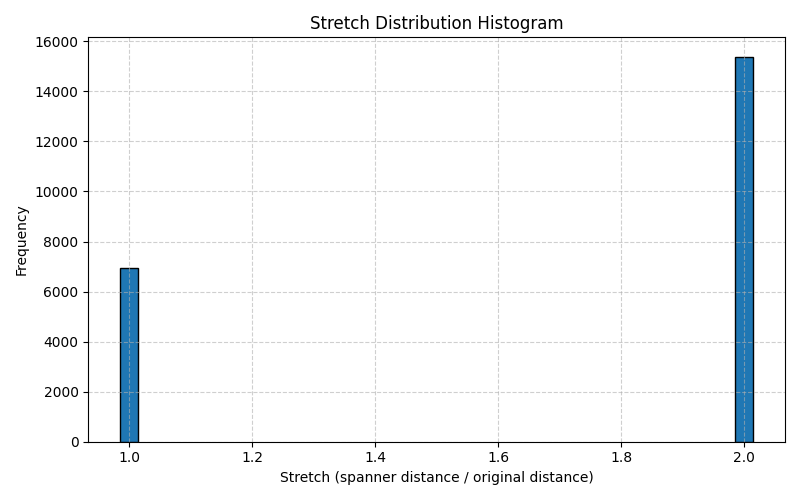 Stretch Distribution Histogram
16000
14000
12000
10000
8000
6000
4000
2000
0
Frequency
1.0 1.2 1.4 1.6 1.8 2.0
Stretch (spanner distance / original distance)